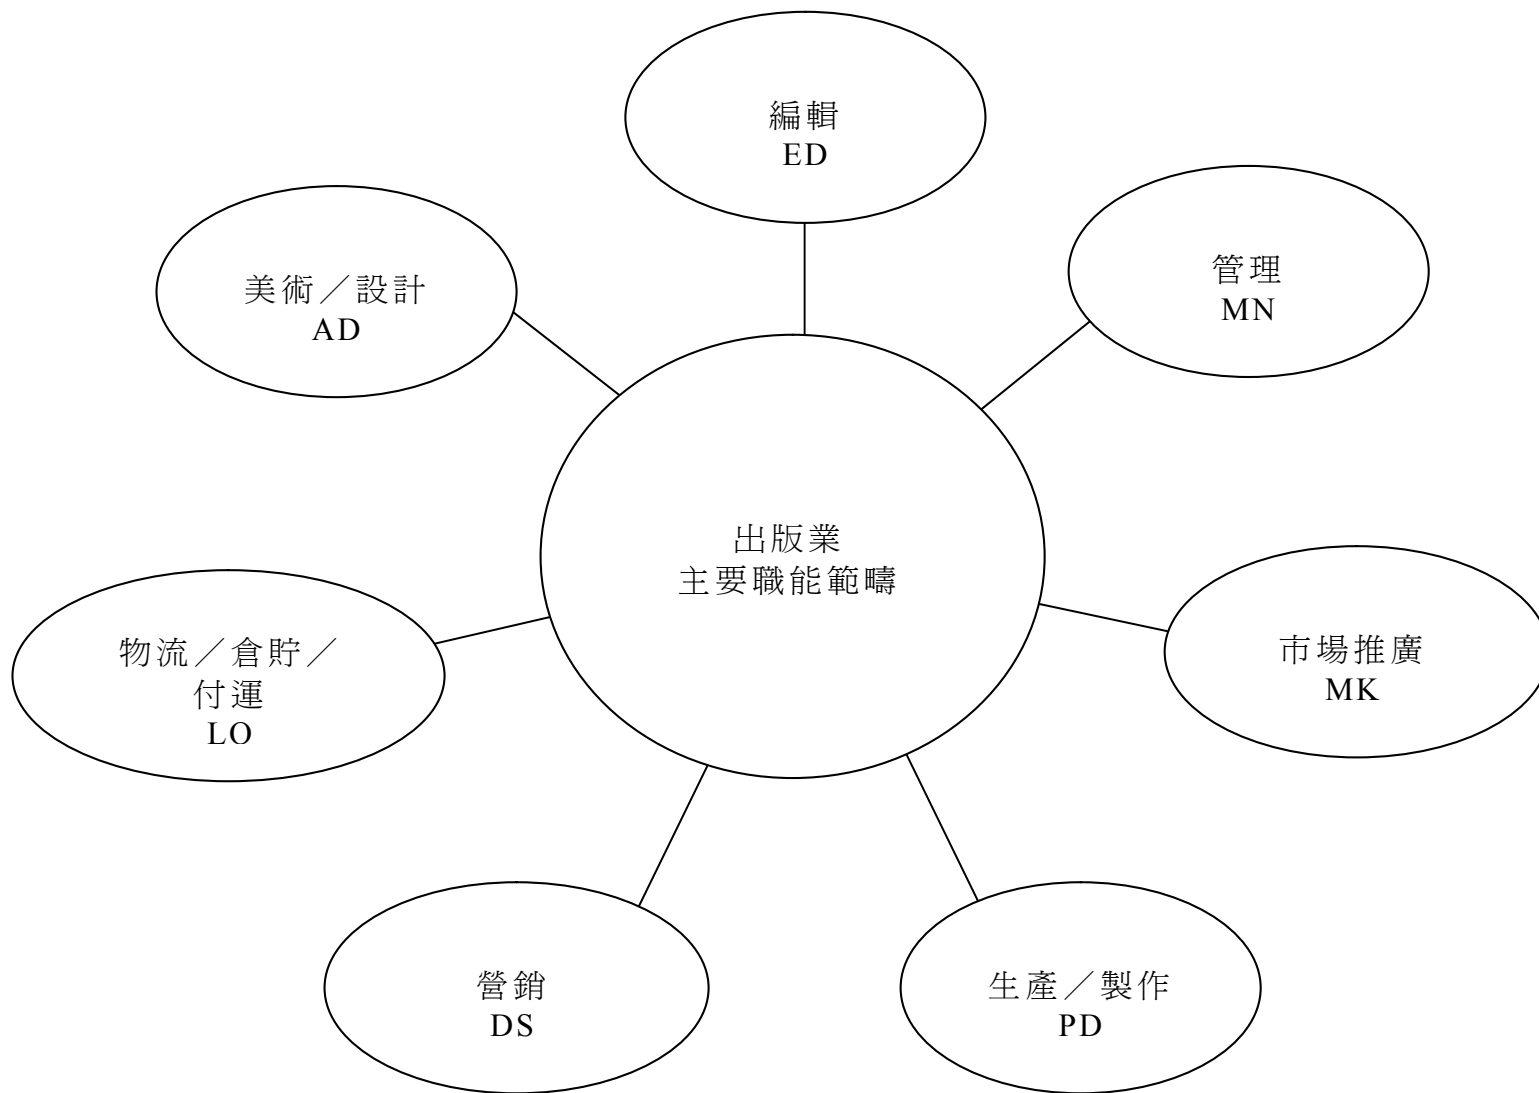 編輯
ED
管理
MN
美術／設計
AD
出版業
主要職能範疇
市場推廣
MK
物流／倉貯／
付運
LO
營銷
DS
生產／製作
PD